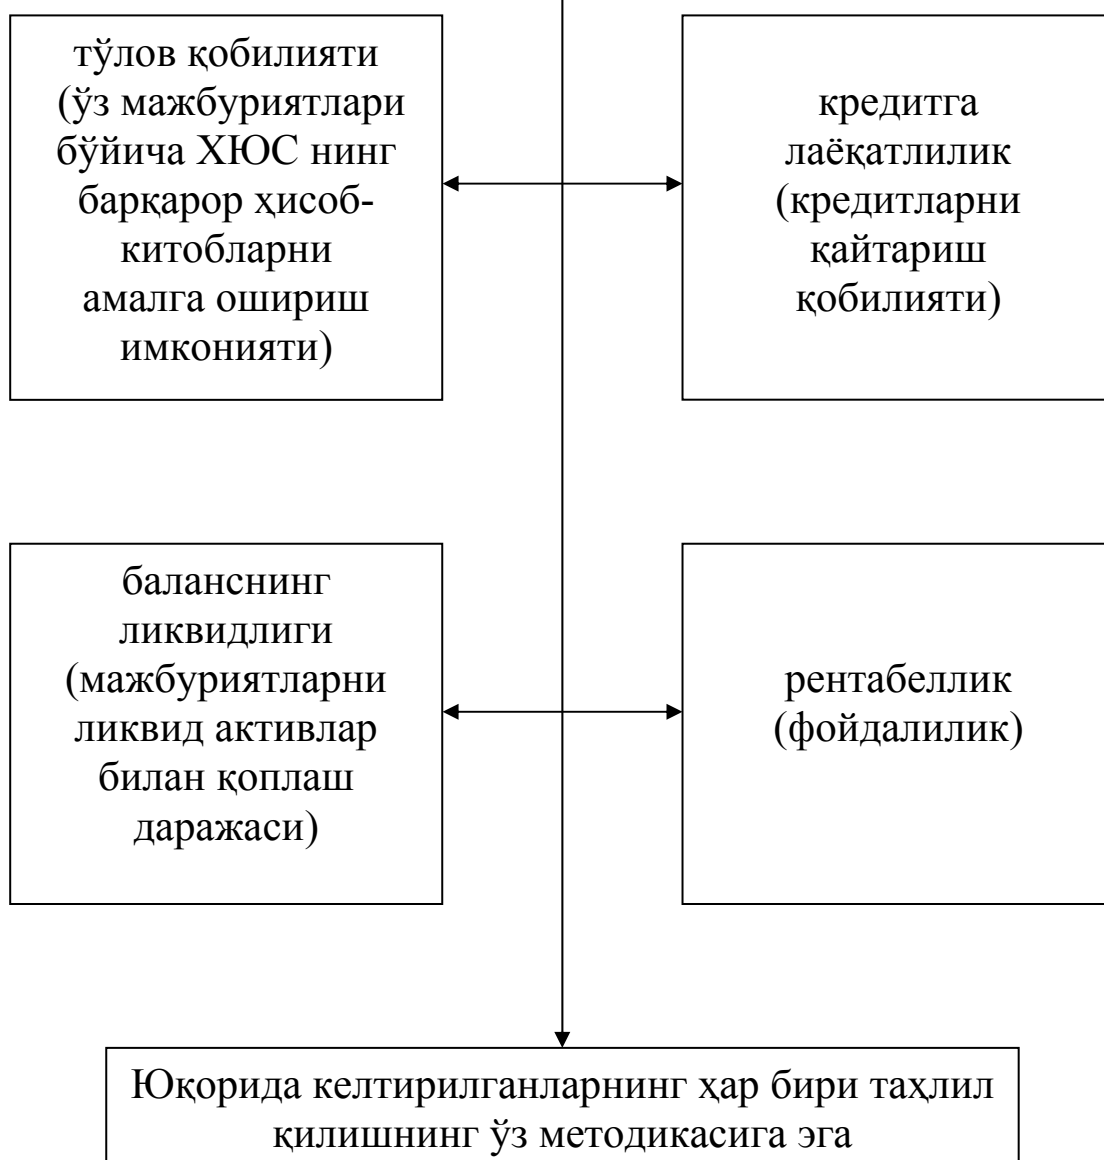 тўлов қобилияти
(ўз мажбуриятлари
бўйича ХЮС нинг
барқарор ҳисоб-
китобларни
амалга ошириш
имконияти)
кредитга
лаёқатлилик
(кредитларни
қайтариш
қобилияти)
баланснинг
ликвидлиги
(мажбуриятларни
ликвид активлар
билан қоплаш
даражаси)
рентабеллик
(фойдалилик)
Юқорида келтирилганларнинг ҳар бири таҳлил
қилишнинг ўз методикасига эга